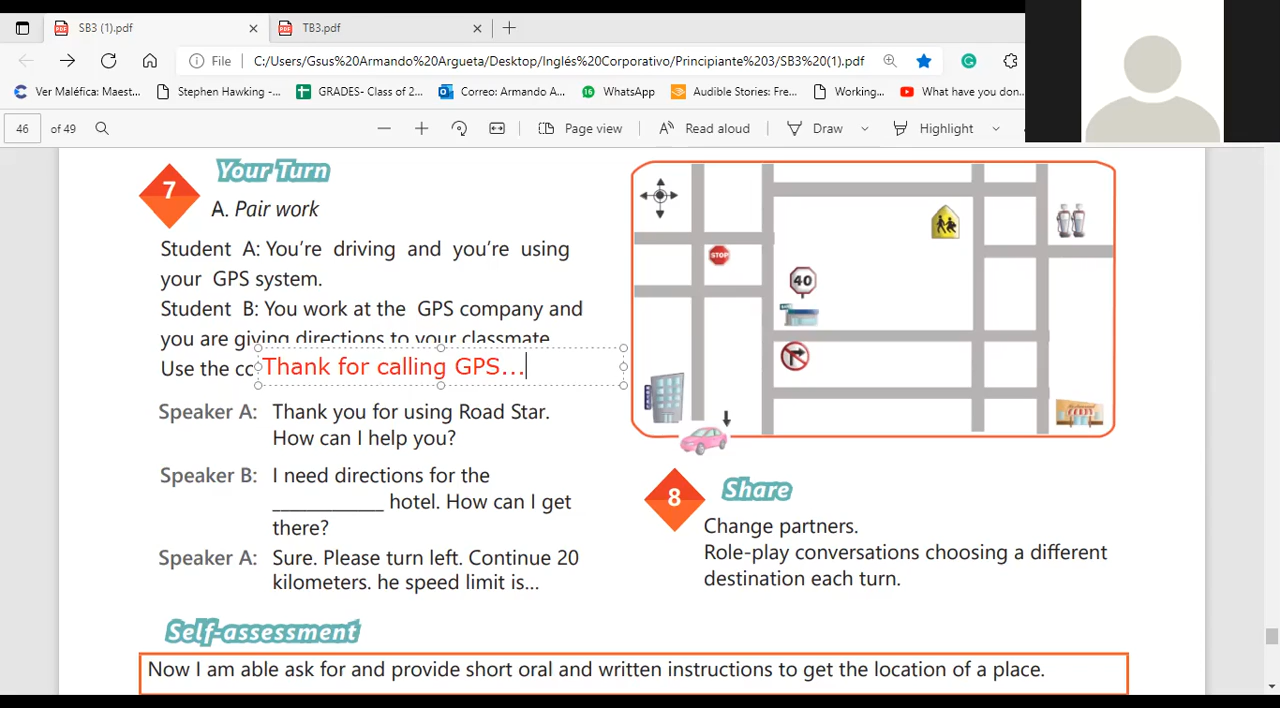 SB3 (1).pdf
TB3.pdf
File
C:/Users/Gsus%20Armando%20Argueta/Desktop/Inglés%20Corporativo/Principiante%203/SB3%20(1).pdf
Ver Maléfica: Maest...
Stephen Hawking -...
GRADES- Class of 2...
Correo: Armando A...
16
WhatsApp
Audible Stories: Fre...
Working...
What have you don...
46
of 49
Page view
Read aloud
Draw
Highlight
7
Your Turn
A. Pair work
Student A: You're driving and you're using
your GPS system.
Student B: You work at the GPS company and
you are giving directions to your classmate
Use the
Thank for calling GPS...
Speaker A: Thank you for using Road Star.
How can I help you?
Speaker B: I need directions for the
____________ hotel. How can I get
there?
Speaker A: Sure. Please turn left. Continue 20
kilometers. he speed limit is...
STOP
40
8
Share
Change partners.
Role-play conversations choosing a different
destination each turn.
Self-assessment
Now I am able ask for and provide short oral and written instructions to get the location of a place.